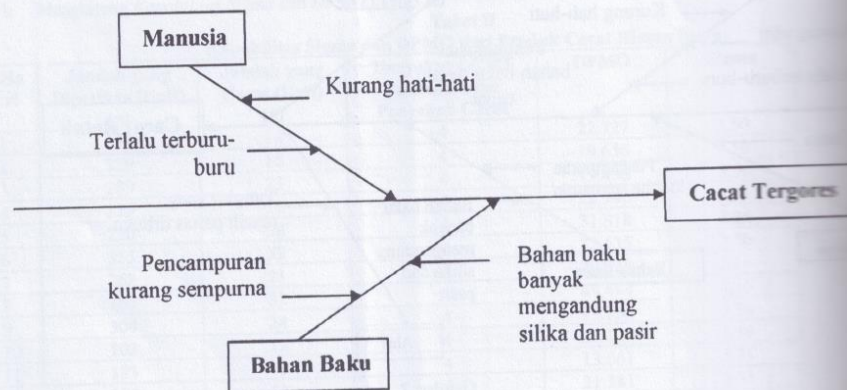 Manusia
Kurang hati-hati
Terlalu terburu-
buru
Cacat Tergores
Pencampuran
kurang sempurna
Bahan baku
banyak
mengandung
silika dan pasir
Bahan Baku